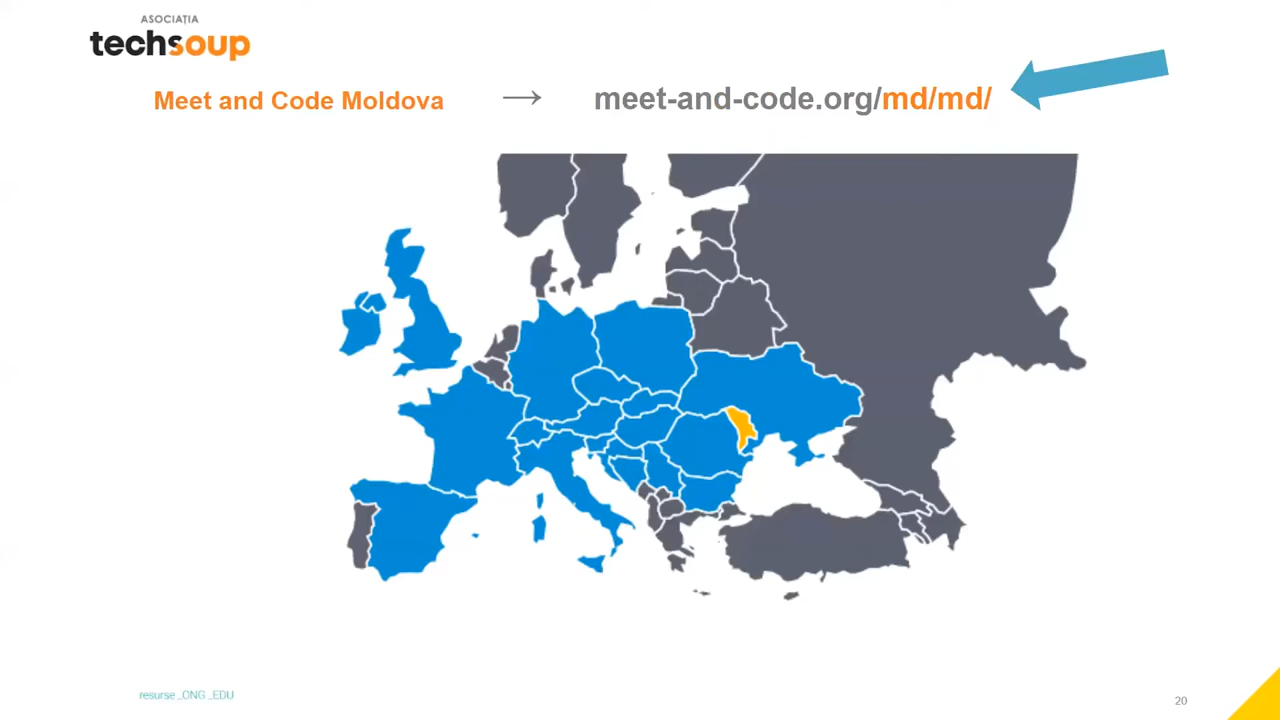 ASOCIAȚIA
techsoup
Meet and Code Moldova → meet-and-code.org/md/md/
resurse _ONG _EDU
20